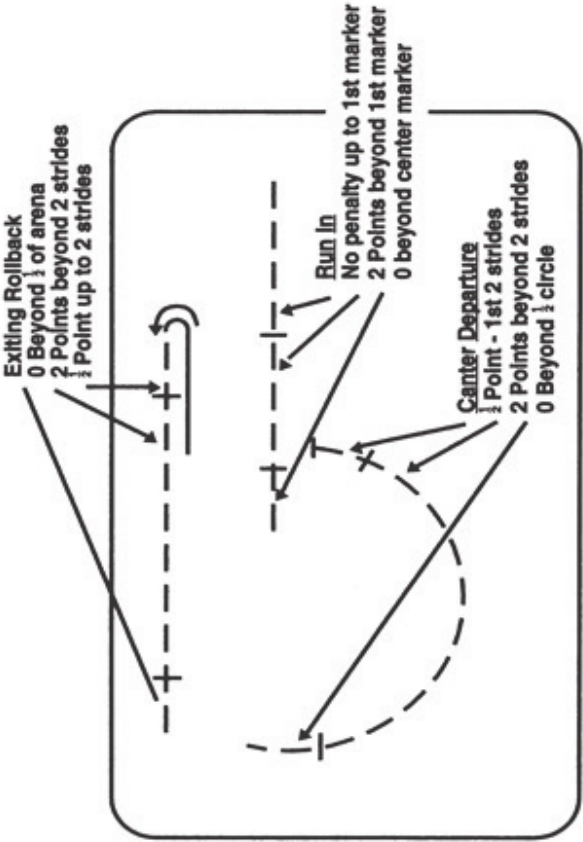 Exiting Rollback
0 Beyond ½ of arena
2 Points beyond 2 strides
½ Point up to 2 strides
Run In
No penalty up to 1st marker
2 Points beyond 1st marker
0 beyond center marker
Canter Departure
½ Point - 1st 2 strides
2 Points beyond 2 strides
0 Beyond ½ circle